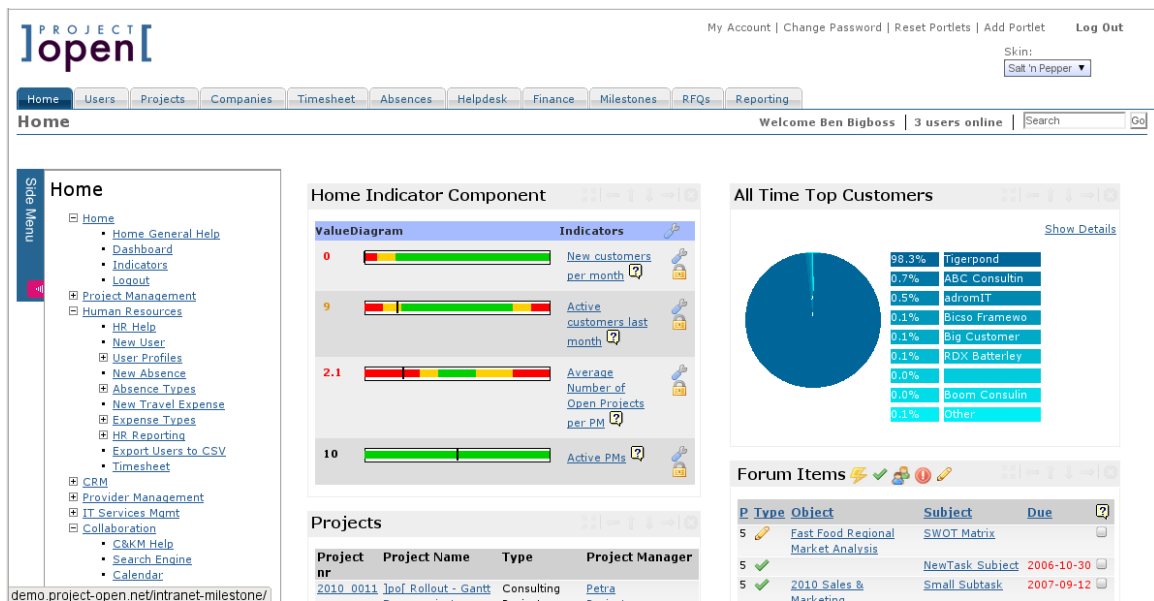 PROJECT
]open[
My Account | Change Password | Reset Portlets | Add Portlet Log Out
Skin:
Salt 'n Pepper
Home Users Projects Companies Timesheet Absences Helpdesk Finance Milestones RFQs Reporting
Home
Welcome Ben Bigboss | 3 users online | Search Go
Side Menu
Home
Home
Home General Help
Dashboard
Indicators
Logout
Project Management
Human Resources
HR Help
New User
User Profiles
New Absence
Absence Types
New Travel Expense
Expense Types
HR Reporting
Export Users to CSV
Timesheet
CRM
Provider Management
IT Services Mgmt
Collaboration
C&KM Help
Search Engine
Calendar
demo.project-open.net/intranet-milestone/
Home Indicator Component
ValueDiagram Indicators
0 New customers
per month ?
9 Active
customers last
month ?
2.1 Average
Number of
Open Projects
per PM ?
10 Active PMs ?
Projects
Project
nr Project Name Type Project Manager
2010_0011 ]po[ Rollout - Gantt Consulting Petra
All Time Top Customers
Show Details
98.3% Tigerpond
0.7% ABC Consultin
0.5% adromIT
0.1% Bicso Framewo
0.1% Big Customer
0.1% RDX Batterley
0.0%
0.0% Boom Consulin
0.1% Other
Forum Items
P Type Object Subject Due ?
5 Fast Food Regional SWOT Matrix
Market Analysis
5 NewTask Subject 2006-10-30
5 2010 Sales & Small Subtask 2007-09-12
Marketing